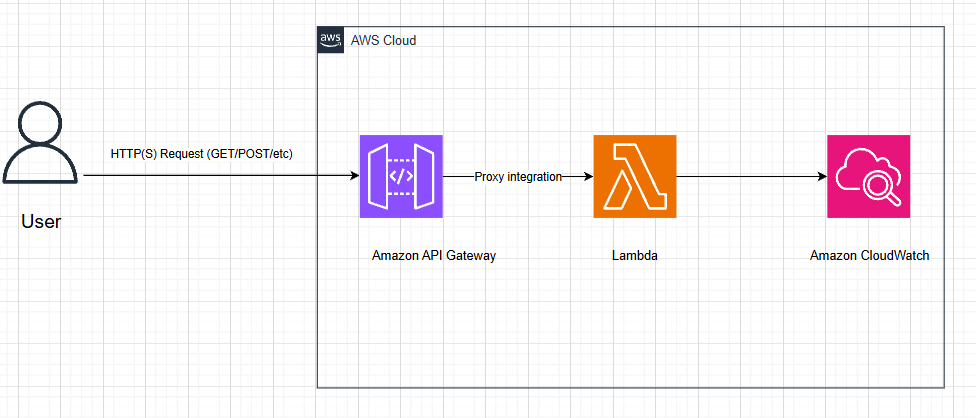 aws
AWS Cloud
HTTP(S) Request (GET/POST/etc)
</>
Proxy integration
User
Amazon API Gateway
Lambda
Amazon CloudWatch